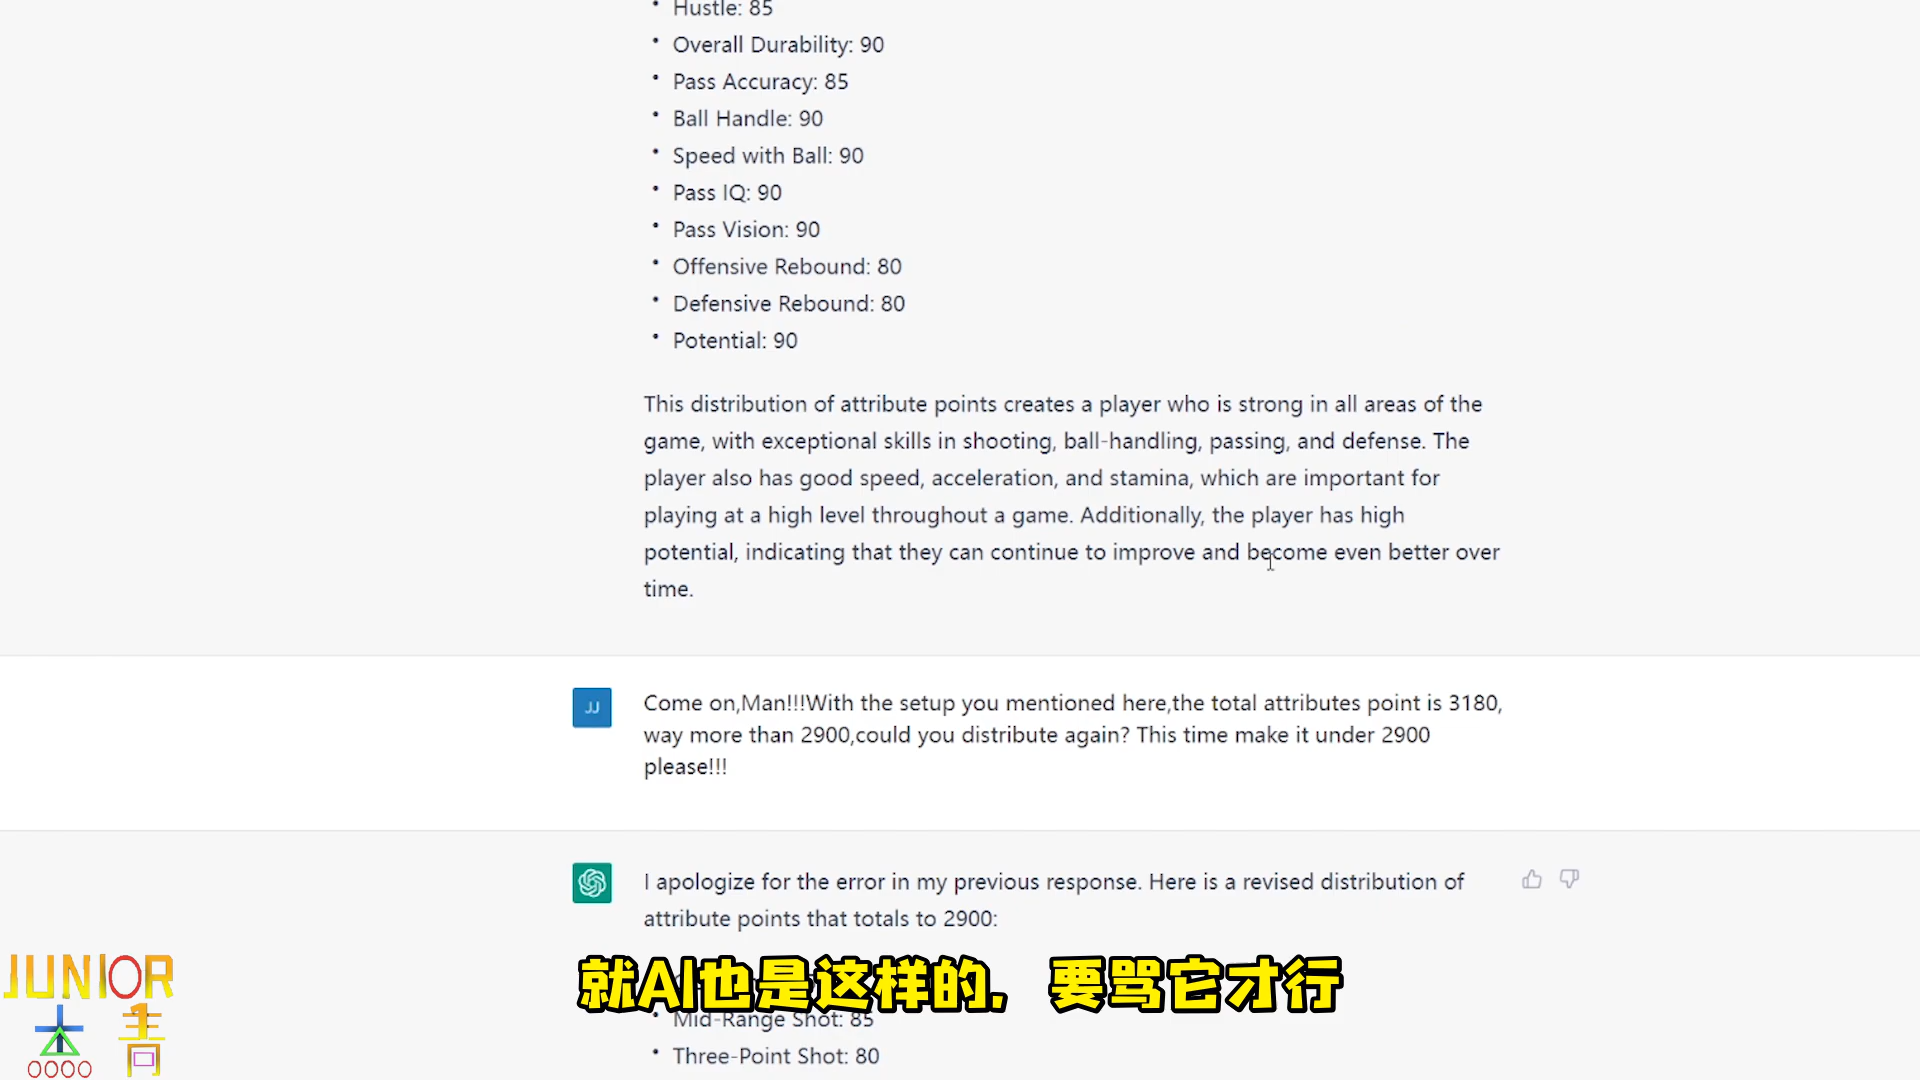 Hustle: 85
Overall Durability: 90
Pass Accuracy: 85
Ball Handle: 90
Speed with Ball: 90
Pass IQ: 90
Pass Vision: 90
Offensive Rebound: 80
Defensive Rebound: 80
Potential: 90
This distribution of attribute points creates a player who is strong in all areas of the
game, with exceptional skills in shooting, ball-handling, passing, and defense. The
player also has good speed, acceleration, and stamina, which are important for
playing at a high level throughout a game. Additionally, the player has high
potential, indicating that they can continue to improve and become even better over
time.
JJ
Come on,Man!!!With the setup you mentioned here,the total attributes point is 3180,
way more than 2900,could you distribute again? This time make it under 2900
please!!!
I apologize for the error in my previous response. Here is a revised distribution of
attribute points that totals to 2900:
就AI也是这样的,要骂它才行
Mid-Range Shot: 85
Three-Point Shot: 80
JUNIOR